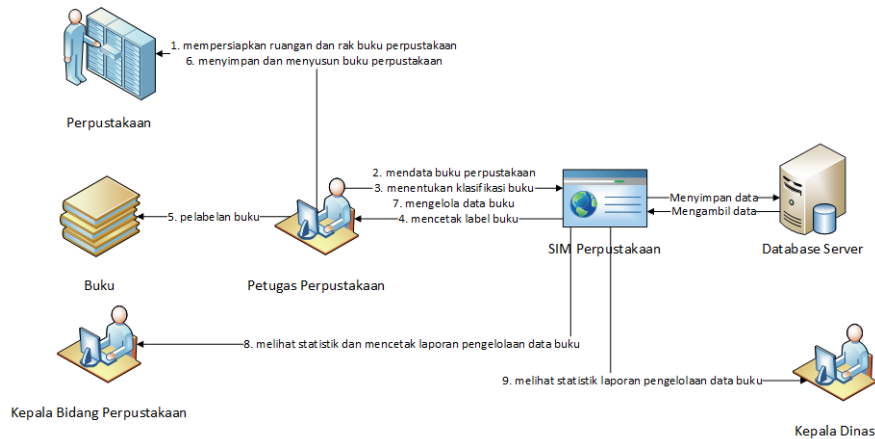 1. mempersiapkan ruangan dan rak buku perpustakaan
6. menyimpan dan menyusun buku perpustakaan
Perpustakaan
2. mendata buku perpustakaan
3. menentukan klasifikasi buku
7. mengelola data buku
4. mencetak label buku
5. pelabelan buku
Menyimpan data
Mengambil data
SIM Perpustakaan
Database Server
Buku
Petugas Perpustakaan
8. melihat statistik dan mencetak laporan pengelolaan data buku
9. melihat statistik laporan pengelolaan data buku
Kepala Bidang Perpustakaan
Kepala Dinas